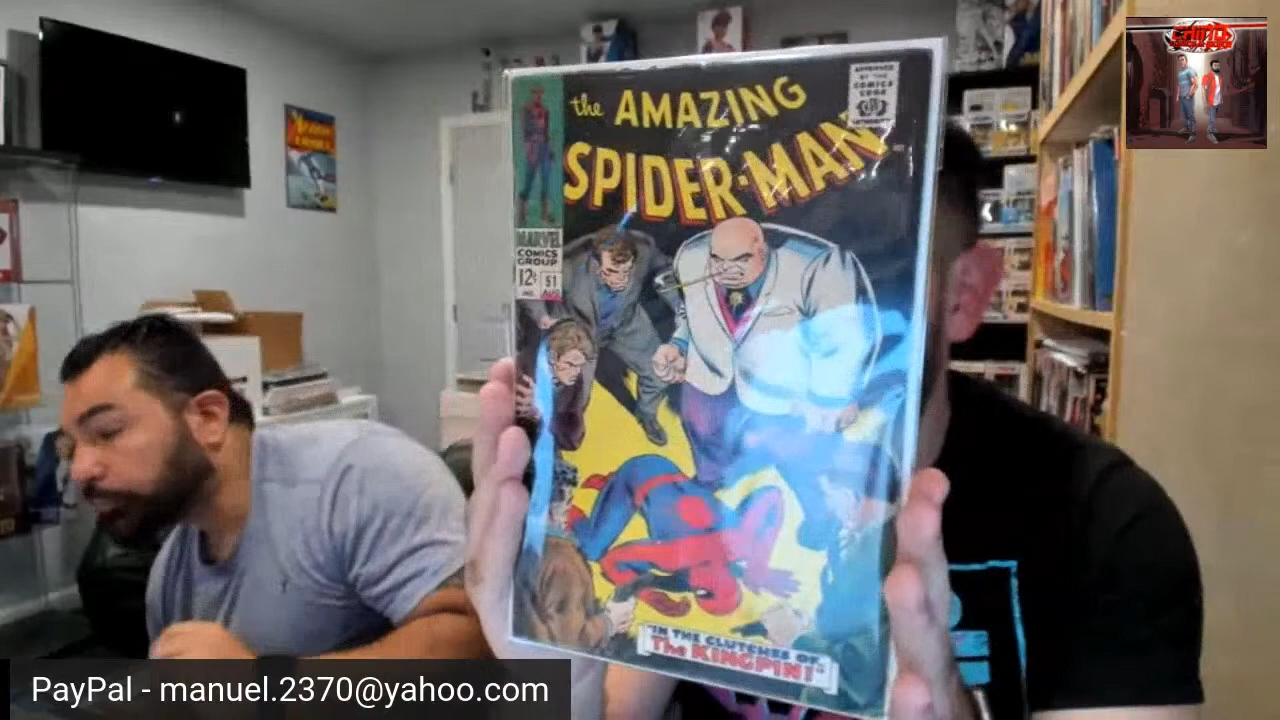 the AMAZING
SPIDER-MAN
APPROVED
BY THE
COMICS
CODE
AUTHORITY
MARVEL
COMICS
GROUP
12¢
51
AUG
"IN THE CLUTCHES OF...
The KINGPIN!"
PayPal - manuel.2370@yahoo.com